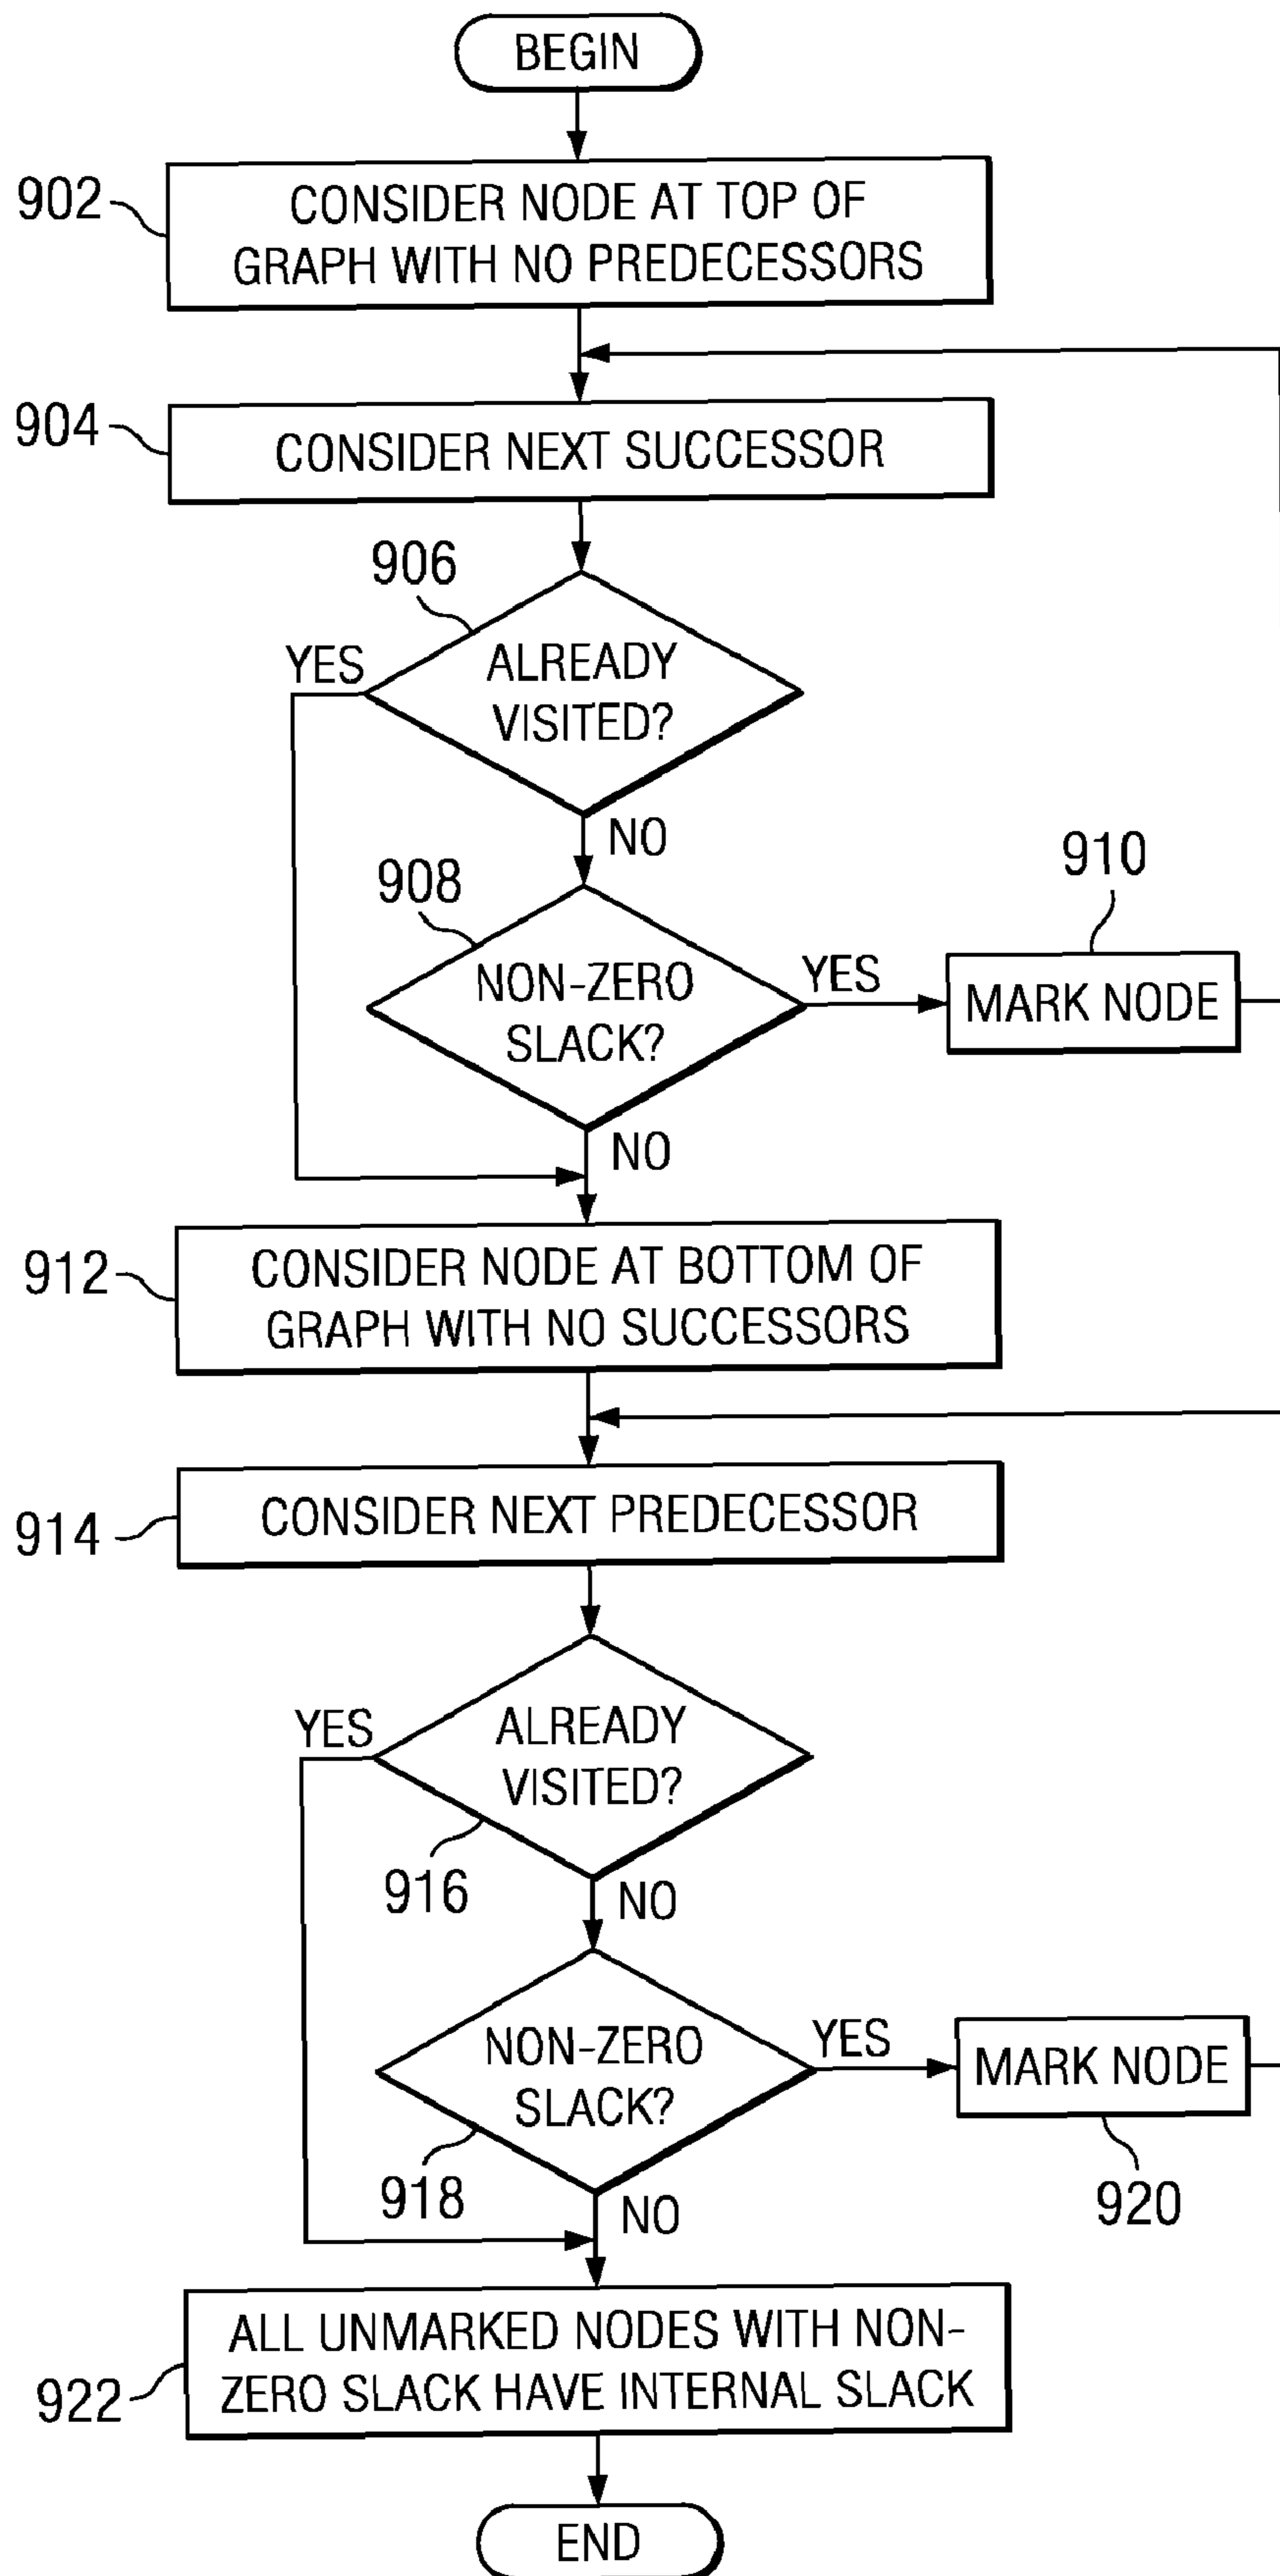 BEGIN
902
CONSIDER NODE AT TOP OF
GRAPH WITH NO PREDECESSORS
904
CONSIDER NEXT SUCCESSOR
906
YES
ALREADY
VISITED?
NO
908
NON-ZERO
SLACK?
YES
910
MARK NODE
NO
912
CONSIDER NODE AT BOTTOM OF
GRAPH WITH NO SUCCESSORS
914
CONSIDER NEXT PREDECESSOR
YES
ALREADY
VISITED?
916
NO
NON-ZERO
SLACK?
YES
MARK NODE
918
920
NO
922
ALL UNMARKED NODES WITH NON-
ZERO SLACK HAVE INTERNAL SLACK
END